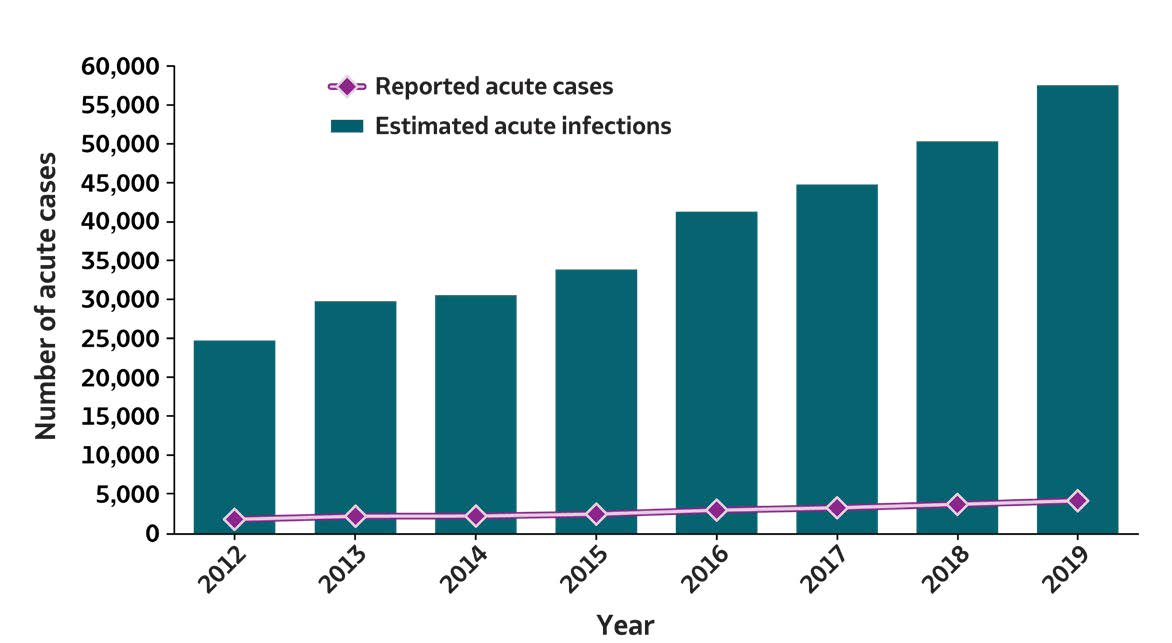 Reported acute cases
Estimated acute infections
Number of acute cases
60,000
55,000
50,000
45,000
40,000
35,000
30,000
25,000
20,000
15,000
10,000
5,000
0
2012 2013 2014 2015 2016 2017 2018 2019
Year